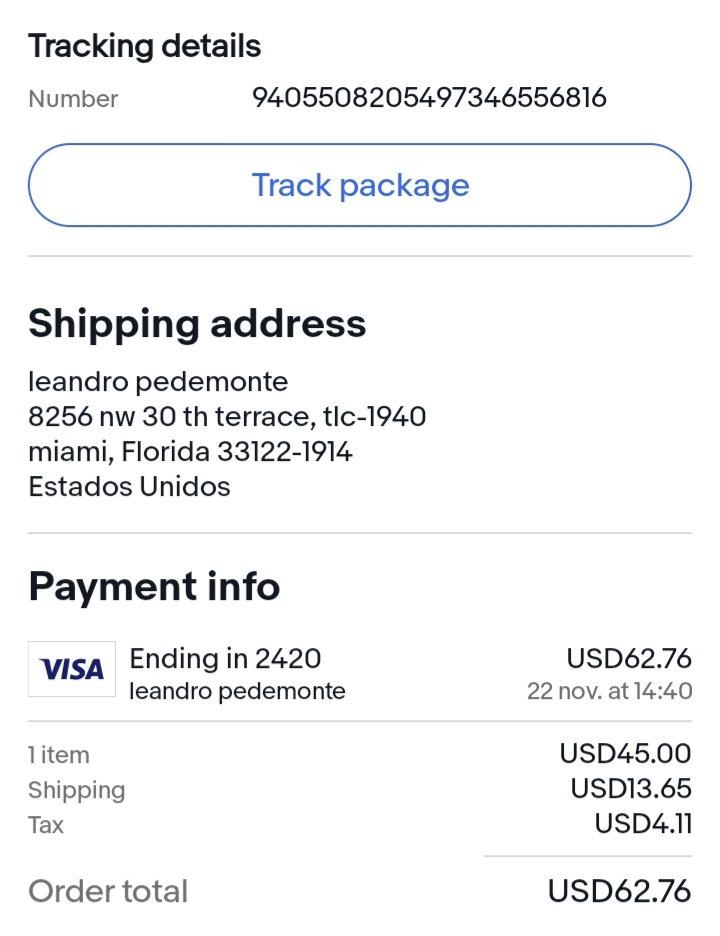 Tracking details
Number 9405508205497346556816
Track package
Shipping address
leandro pedemonte
8256 nw 30 th terrace, tlc-1940
miami, Florida 33122-1914
Estados Unidos
Payment info
VISA Ending in 2420 USD62.76
leandro pedemonte 22 nov. at 14:40
1 item USD45.00
Shipping USD13.65
Tax USD4.11
Order total USD62.76